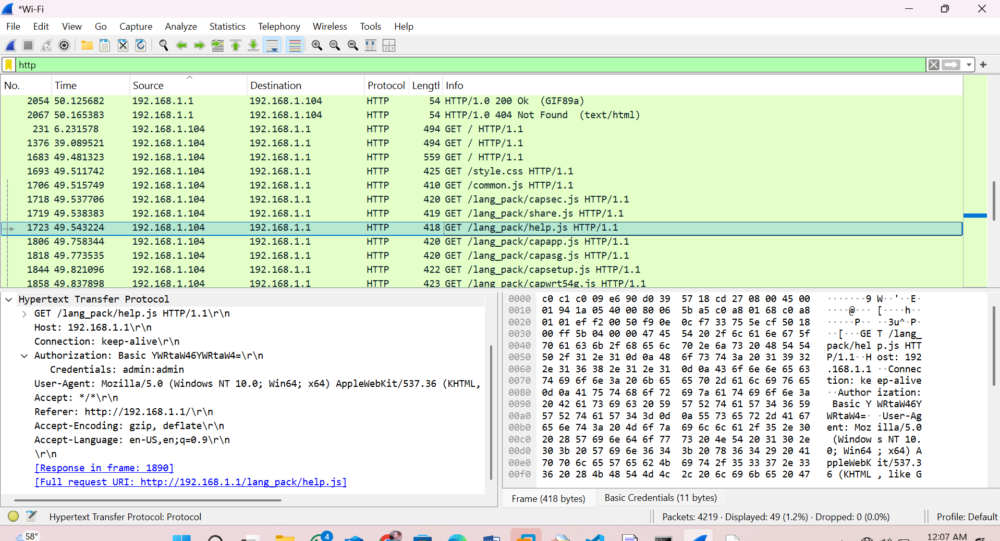 *Wi-Fi
File Edit View Go Capture Analyze Statistics Telephony Wireless Tools Help
http
No. Time Source Destination Protocol Length Info
2054 50.125682 192.168.1.1 192.168.1.104 HTTP 54 HTTP/1.0 200 Ok (GIF89a)
2067 50.165383 192.168.1.1 192.168.1.104 HTTP 54 HTTP/1.0 404 Not Found (text/html)
231 6.231578 192.168.1.104 192.168.1.1 HTTP 494 GET / HTTP/1.1
1376 39.089521 192.168.1.104 192.168.1.1 HTTP 494 GET / HTTP/1.1
1683 49.481323 192.168.1.104 192.168.1.1 HTTP 559 GET / HTTP/1.1
1693 49.511742 192.168.1.104 192.168.1.1 HTTP 425 GET /style.css HTTP/1.1
1706 49.515749 192.168.1.104 192.168.1.1 HTTP 410 GET /common.js HTTP/1.1
1718 49.537706 192.168.1.104 192.168.1.1 HTTP 420 GET /lang_pack/capsec.js HTTP/1.1
1719 49.538383 192.168.1.104 192.168.1.1 HTTP 419 GET /lang_pack/share.js HTTP/1.1
1723 49.543224 192.168.1.104 192.168.1.1 HTTP 418 GET /lang_pack/help.js HTTP/1.1
1806 49.758344 192.168.1.104 192.168.1.1 HTTP 420 GET /lang_pack/capapp.js HTTP/1.1
1818 49.773535 192.168.1.104 192.168.1.1 HTTP 420 GET /lang_pack/capasg.js HTTP/1.1
1844 49.821096 192.168.1.104 192.168.1.1 HTTP 422 GET /lang_pack/capsetup.js HTTP/1.1
1858 49.837898 192.168.1.104 192.168.1.1 HTTP 423 GET /lang_pack/capwrt54g.js HTTP/1.1
Hypertext Transfer Protocol
GET /lang_pack/help.js HTTP/1.1\r\n
Host: 192.168.1.1\r\n
Connection: keep-alive\r\n
Authorization: Basic YWRtaW46YWRtaW4=\r\n
Credentials: admin:admin
User-Agent: Mozilla/5.0 (Windows NT 10.0; Win64; x64) AppleWebKit/537.36 (KHTML,
Accept: */*\r\n
Referer: http://192.168.1.1/\r\n
Accept-Encoding: gzip, deflate\r\n
Accept-Language: en-US,en;q=0.9\r\n
\r\n
[Response in frame: 1890]
[Full request URI: http://192.168.1.1/lang_pack/help.js]
0000 c0 c1 c0 09 e6 90 d0 39 57 18 cd 27 08 00 45 00 ·······9 W··'··E·
0010 01 94 1a 05 40 00 80 06 5b a5 c0 a8 01 68 c0 a8 ····@··· [····h··
0020 01 01 ef f2 00 50 f9 0e 0c f7 33 75 5e cf 50 18 ·····P·· ··3u^·P·
0030 00 ff 5b 04 00 00 47 45 54 20 2f 6c 61 6e 67 5f ··[···GE T /lang_
0040 70 61 63 6b 2f 68 65 6c 70 2e 6a 73 20 48 54 54 pack/hel p.js HTT
0050 50 2f 31 2e 31 0d 0a 48 6f 73 74 3a 20 31 39 32 P/1.1··H ost: 192
0060 2e 31 36 38 2e 31 2e 31 0d 0a 43 6f 6e 6e 65 63 .168.1.1 ··Connec
0070 74 69 6f 6e 3a 20 6b 65 65 70 2d 61 6c 69 76 65 tion: ke ep-alive
0080 0d 0a 41 75 74 68 6f 72 69 7a 61 74 69 6f 6e 3a ··Author ization:
0090 20 42 61 73 69 63 20 59 57 52 74 61 57 34 36 59 Basic Y WRtaW46Y
00a0 57 52 74 61 57 34 3d 0d 0a 55 73 65 72 2d 41 67 WRtaW4=· ·User-Ag
00b0 65 6e 74 3a 20 4d 6f 7a 69 6c 6c 61 2f 35 2e 30 ent: Moz illa/5.0
00c0 20 28 57 69 6e 64 6f 77 73 20 4e 54 20 31 30 2e (Window s NT 10.
00d0 30 3b 20 57 69 6e 36 34 3b 20 78 36 34 29 20 41 0; Win64 ; x64) A
00e0 70 70 6c 65 57 65 62 4b 69 74 2f 35 33 37 2e 33 ppleWebK it/537.3
00f0 36 20 28 4b 48 54 4d 4c 2c 20 6c 69 6b 65 20 47 6 (KHTML , like G
Frame (418 bytes) Basic Credentials (11 bytes)
Hypertext Transfer Protocol: Protocol Packets: 4219 · Displayed: 49 (1.2%) · Dropped: 0 (0.0%) Profile: Default
58° 4 12:07 AM